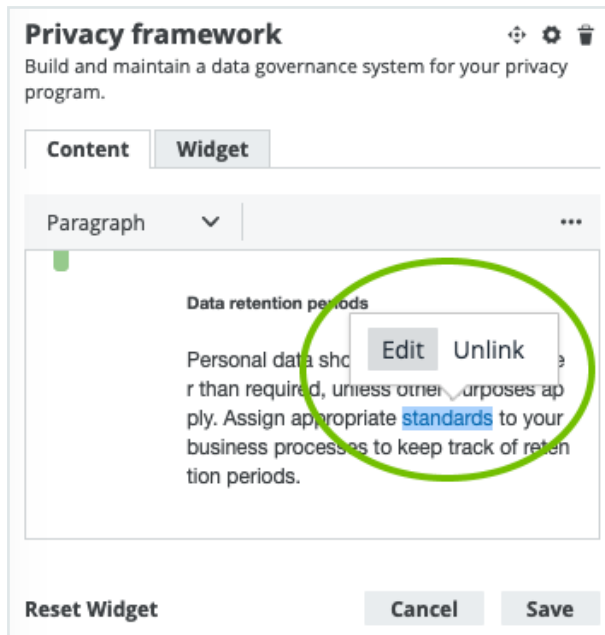 Privacy framework
Build and maintain a data governance system for your privacy
program.
Content Widget
Paragraph
Data retention periods
Edit Unlink
Personal data
r than required, unless other purposes ap
ply. Assign appropriate standards to your
business processes to keep track of reten
tion periods.
Reset Widget Cancel Save